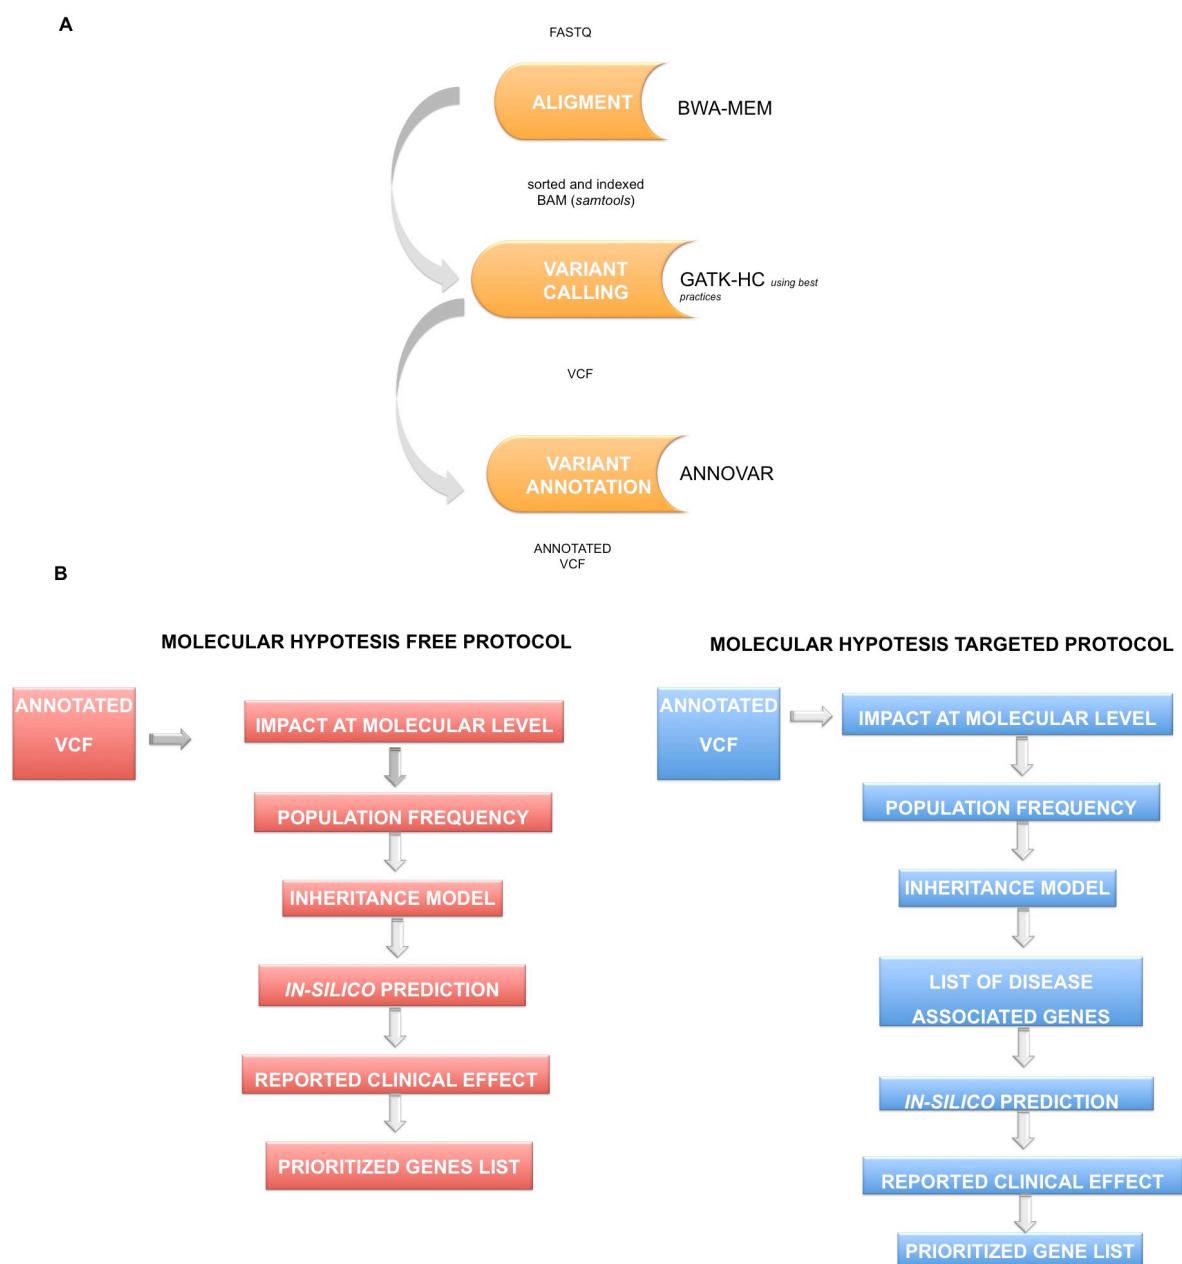 A
FASTQ
ALIGMENT
BWA-MEM
sorted and indexed
BAM (samtools)
VARIANT
CALLING
GATK-HC using best
practices
VCF
VARIANT
ANNOTATION
ANNOVAR
ANNOTATED
VCF
B
MOLECULAR HYPOTESIS FREE PROTOCOL
ANNOTATED
VCF
IMPACT AT MOLECULAR LEVEL
POPULATION FREQUENCY
INHERITANCE MODEL
IN-SILICO PREDICTION
REPORTED CLINICAL EFFECT
PRIORITIZED GENES LIST
MOLECULAR HYPOTESIS TARGETED PROTOCOL
ANNOTATED
VCF
IMPACT AT MOLECULAR LEVEL
POPULATION FREQUENCY
INHERITANCE MODEL
LIST OF DISEASE
ASSOCIATED GENES
IN-SILICO PREDICTION
REPORTED CLINICAL EFFECT
PRIORITIZED GENE LIST